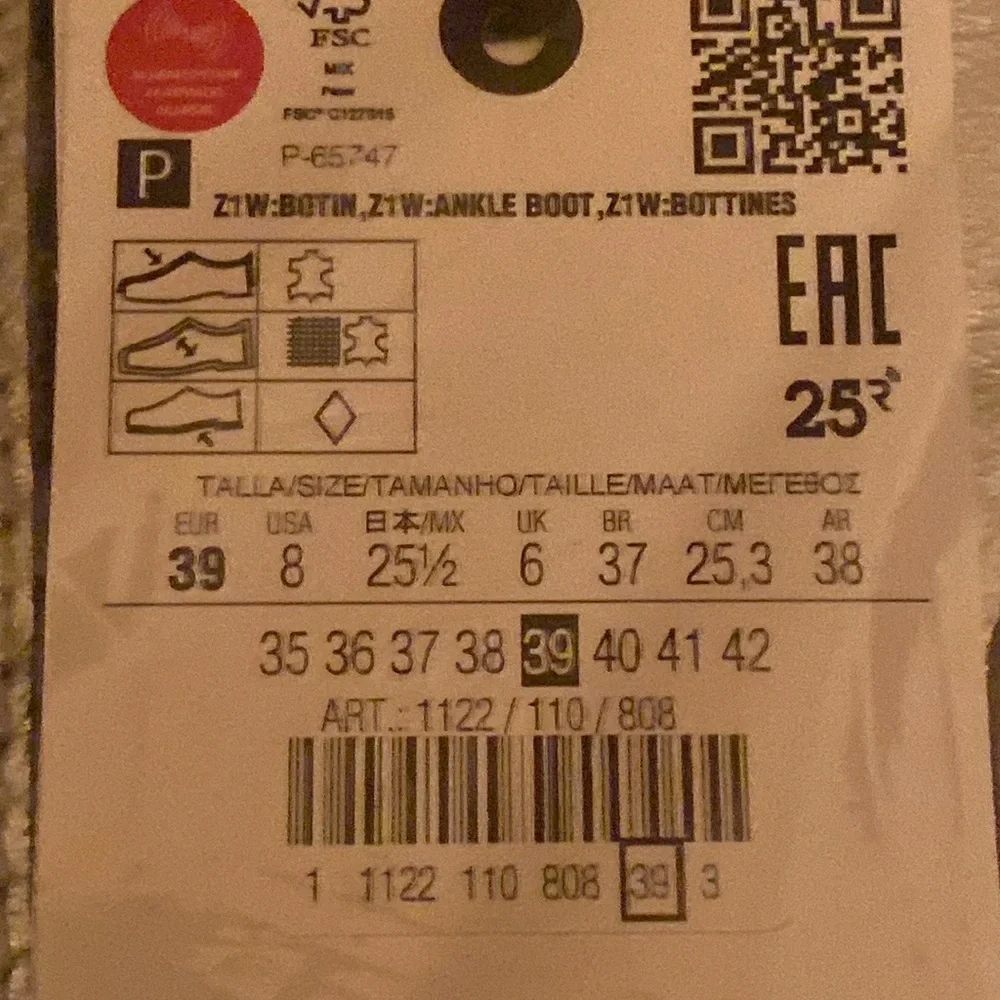 FSC
MIX
P
P-65747
Z1W:BOTIN,Z1W:ANKLE BOOT,Z1W:BOTTINES
EAC
25
TALLA/SIZE/TAMANHO/TAILLE/MAAT/ΜΕΓΕΘΟΣ
EUR USA 日本/MX UK BR CM AR
39 8 25½ 6 37 25,3 38
35 36 37 38 39 40 41 42
ART.: 1122 / 110 / 808
1 1122 110 808 39 3